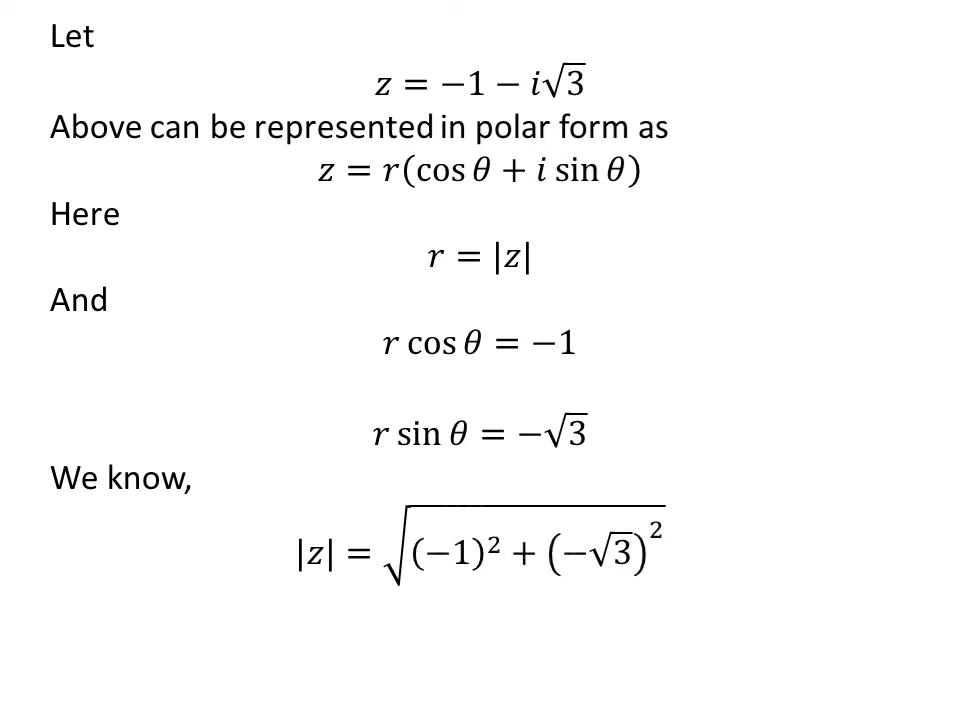 Let
𝑧 = −1 − 𝑖√3
Above can be represented in polar form as
𝑧 = 𝑟(cos 𝜃 + 𝑖 sin 𝜃)
Here
𝑟 = |𝑧|
And
𝑟 cos 𝜃 = −1
𝑟 sin 𝜃 = −√3
We know,
|𝑧| = √((−1)² + (−√3)²)